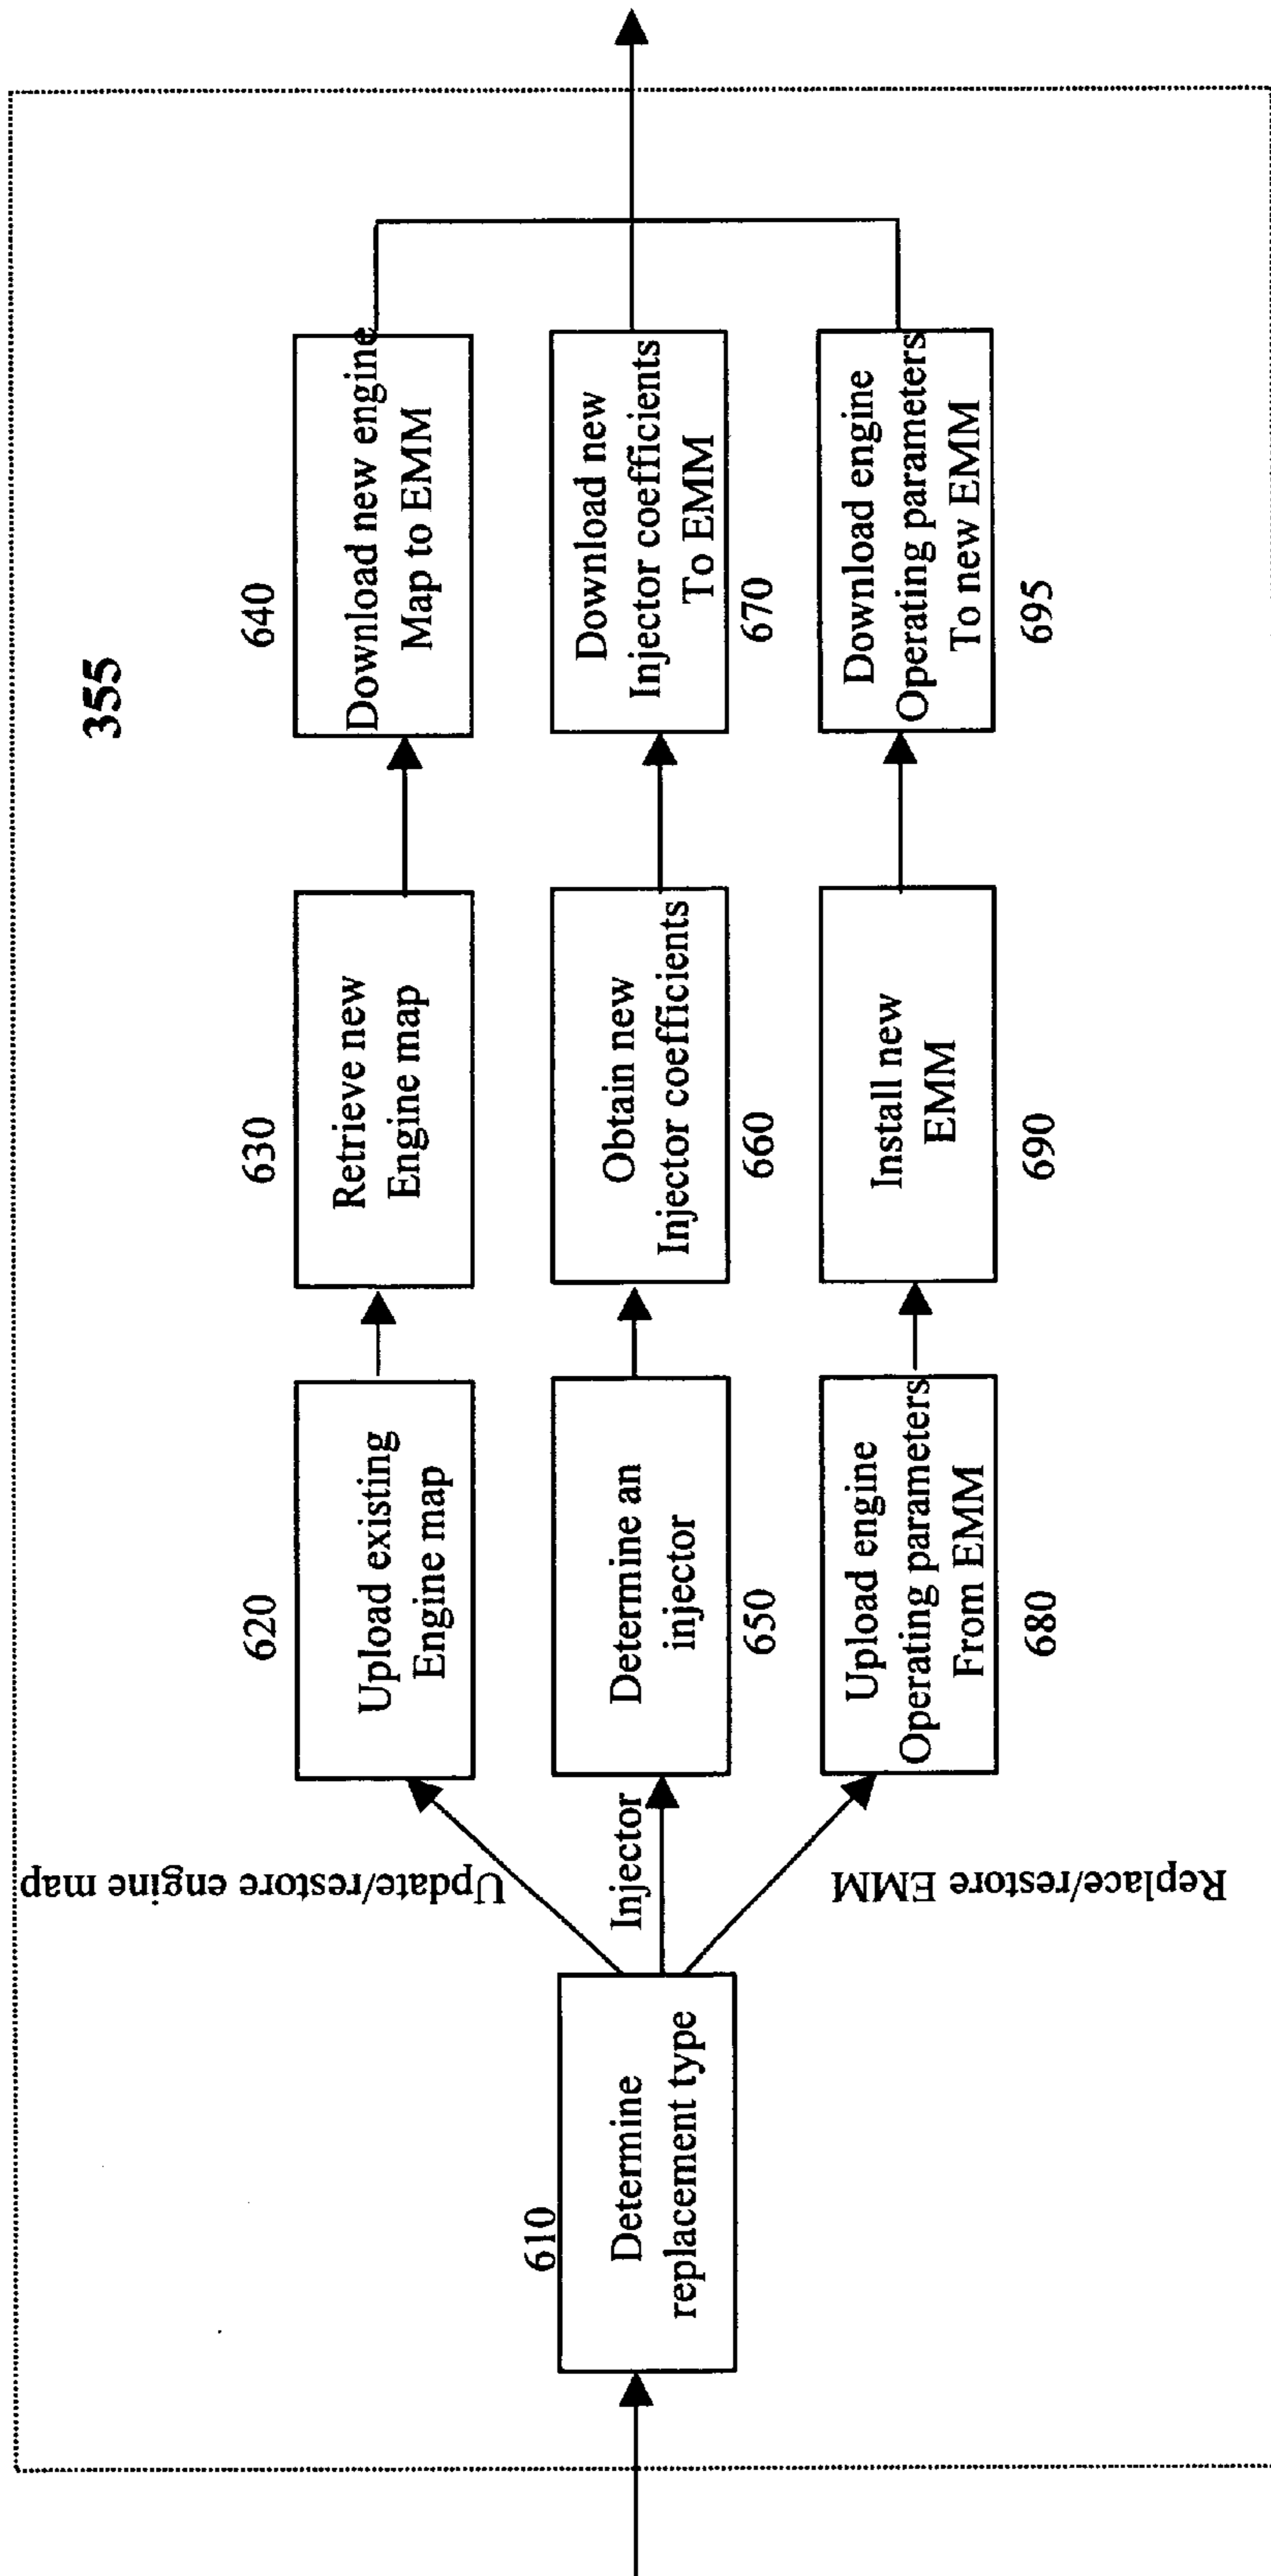 355
610
Determine
replacement type
Update/restore engine map
Injector
Replace/restore EMM
620
Upload existing
Engine map
630
Retrieve new
Engine map
640
Download new engine
Map to EMM
Determine an
injector
650
Obtain new
Injector coefficients
660
Download new
Injector coefficients
To EMM
670
Upload engine
Operating parameters
From EMM
680
Install new
EMM
690
Download engine
Operating parameters
To new EMM
695